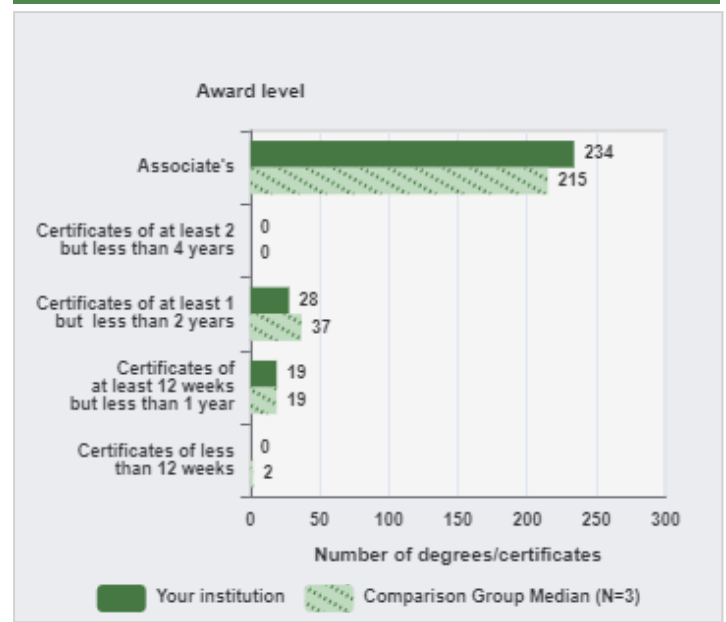 Award level
Associate's
234
215
Certificates of at least 2
but less than 4 years
0
0
Certificates of at least 1
but less than 2 years
28
37
Certificates of
at least 12 weeks
but less than 1 year
19
19
Certificates of less
than 12 weeks
0
2
0 50 100 150 200 250 300
Number of degrees/certificates
Your institution Comparison Group Median (N=3)